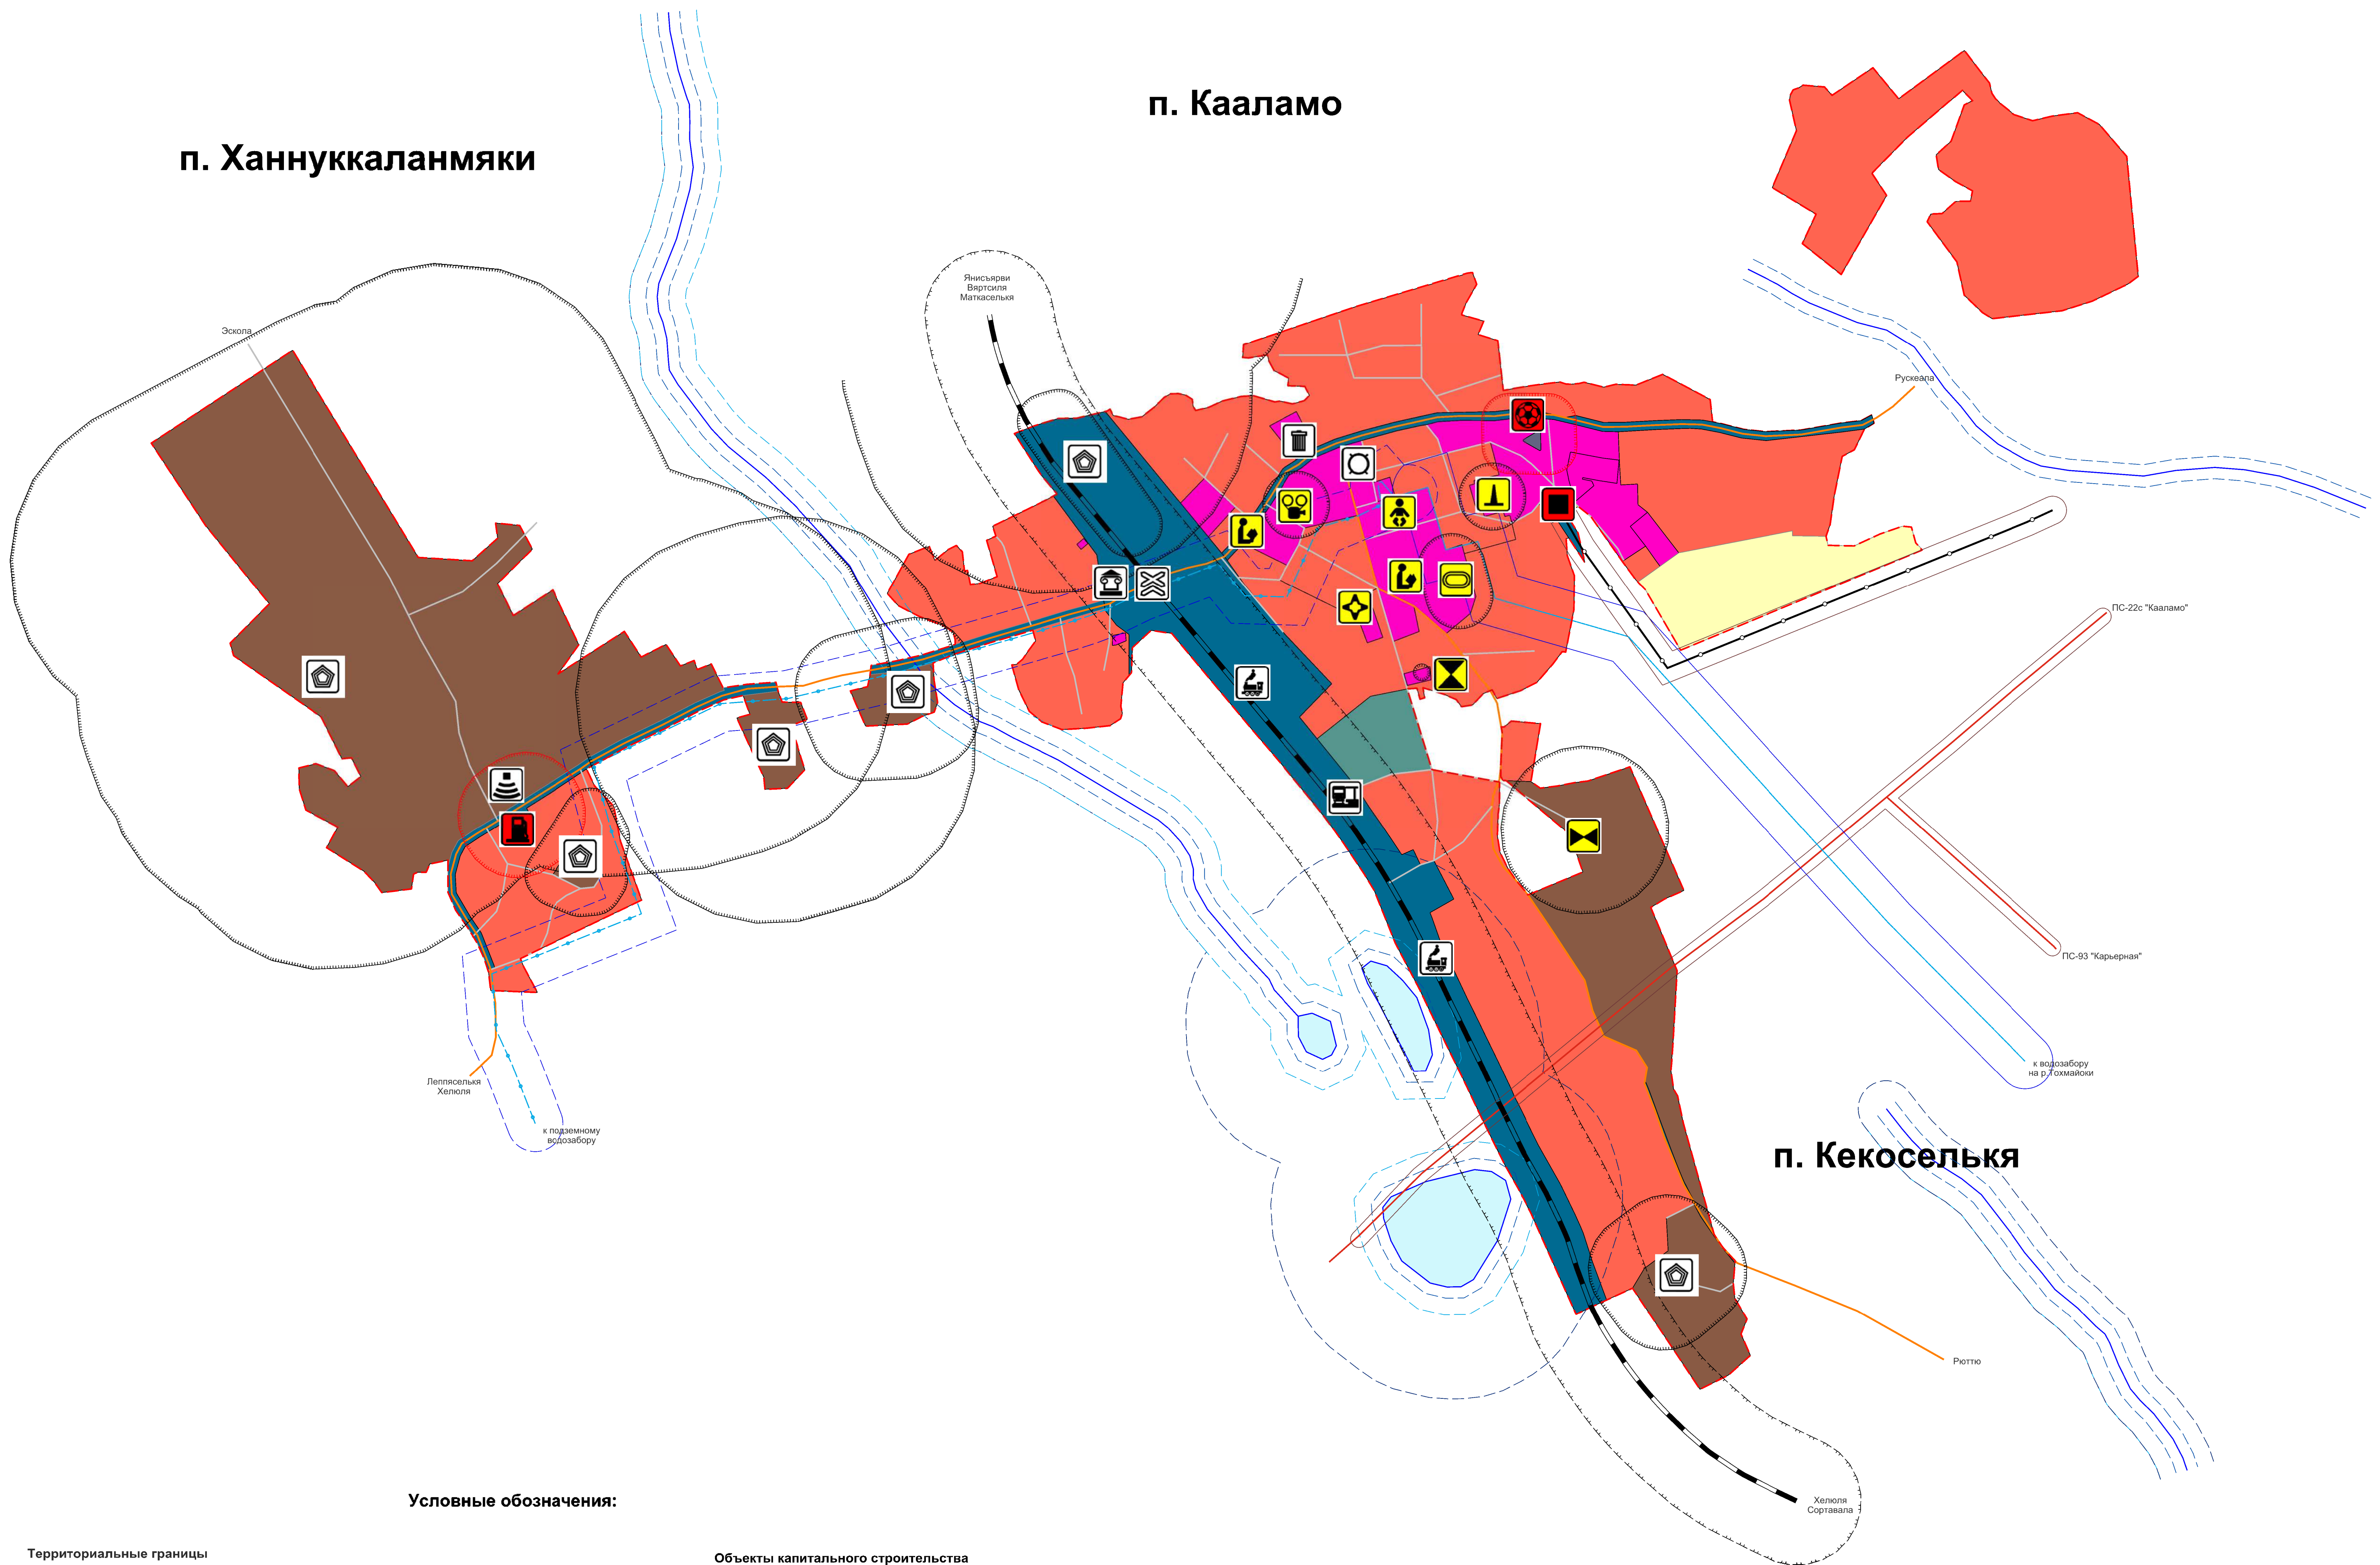 п. Кааламо
п. Ханнуккаланмяки
Янисъярви
Вяртсиля
Маткаселькя
Эскола
Рускеала
ПС-22с "Кааламо"
ПС-93 "Карьерная"
к водозабору
на р.Тохмайоки
Леппяселькя
Хелюля
к подземному
водозабору
п. Кекоселькя
Рюттю
Хелюля
Сортавала
Условные обозначения:
Территориальные границы
Объекты капитального строительства